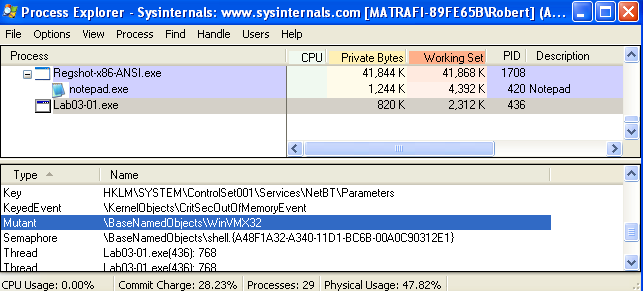 Process Explorer - Sysinternals: www.sysinternals.com [MATRAFI-89FE65B\Robert] (A...
File Options View Process Find Handle Users Help
Process CPU Private Bytes Working Set PID Description
Regshot-x86-ANSI.exe 41,844 K 41,868 K 1708
notepad.exe 1,244 K 4,392 K 420 Notepad
Lab03-01.exe 820 K 2,312 K 436
Type Name
Key HKLM\SYSTEM\ControlSet001\Services\NetBT\Parameters
KeyedEvent \KernelObjects\CritSecOutOfMemoryEvent
Mutant \BaseNamedObjects\WinVMX32
Semaphore \BaseNamedObjects\shell.{A48F1A32-A340-11D1-BC6B-00A0C90312E1}
Thread Lab03-01.exe(436): 768
Thread Lab03-01.exe(436): 768
CPU Usage: 0.00% Commit Charge: 28.23% Processes: 29 Physical Usage: 47.82%